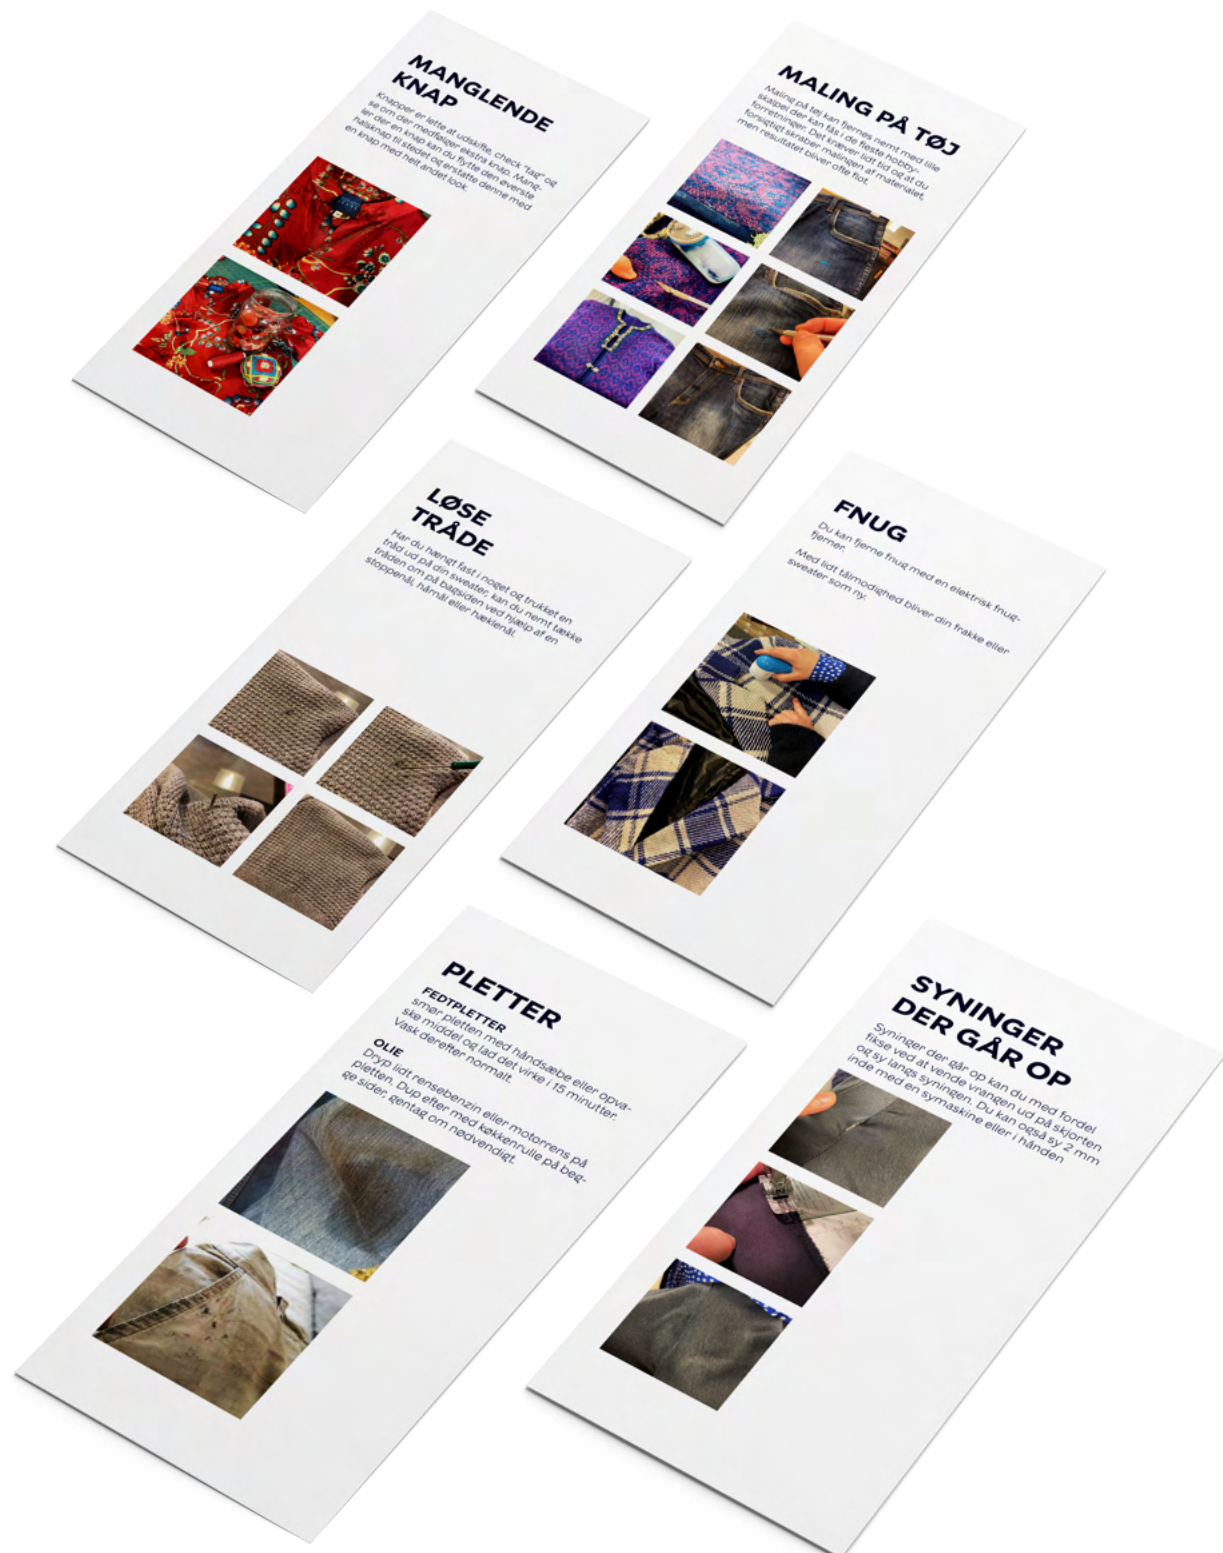 MANGLENDE
KNAP
Knapper er lette at udskifte, check "tag" og
se om der medfølger ekstra knap. Mang-
ler der en knap kan du flytte den øverste
halsknap til stedet og erstatte denne med
en knap med helt andet look.
MALING PÅ TØJ
Maling på tøj kan fjernes nemt med lille
skalpel der kan fås i de fleste hobby-
forretninger. Det kræver lidt tid og at du
forsigtigt skraber malingen af materialet,
men resultatet bliver ofte flot.
LØSE
TRÅDE
Har du hængt fast i noget og trukket en
tråd ud på din sweater, kan du nemt tække
tråden om på bagsiden ved hjælp af en
stoppenål, hårnål eller hæklenål.
FNUG
Du kan fjerne fnug med en elektrisk fnug-
fjerner.
Med lidt tålmodighed bliver din frakke eller
sweater som ny.
PLETTER
FEDTPLETTER
smør pletten med håndsæbe eller opva-
ske middel og lad det virke i 15 minutter.
Vask derefter normalt.
OLIE
Dryp lidt rensebenzin eller motorrens på
pletten. Dup efter med køkkenrulle på beg-
ge sider, gentag om nødvendigt.
SYNINGER
DER GÅR OP
Syninger der går op kan du med fordel
fikse ved at vende vrangen ud på skjorten
og sy langs syningen. Du kan også sy 2 mm
inde med en symaskine eller i hånden